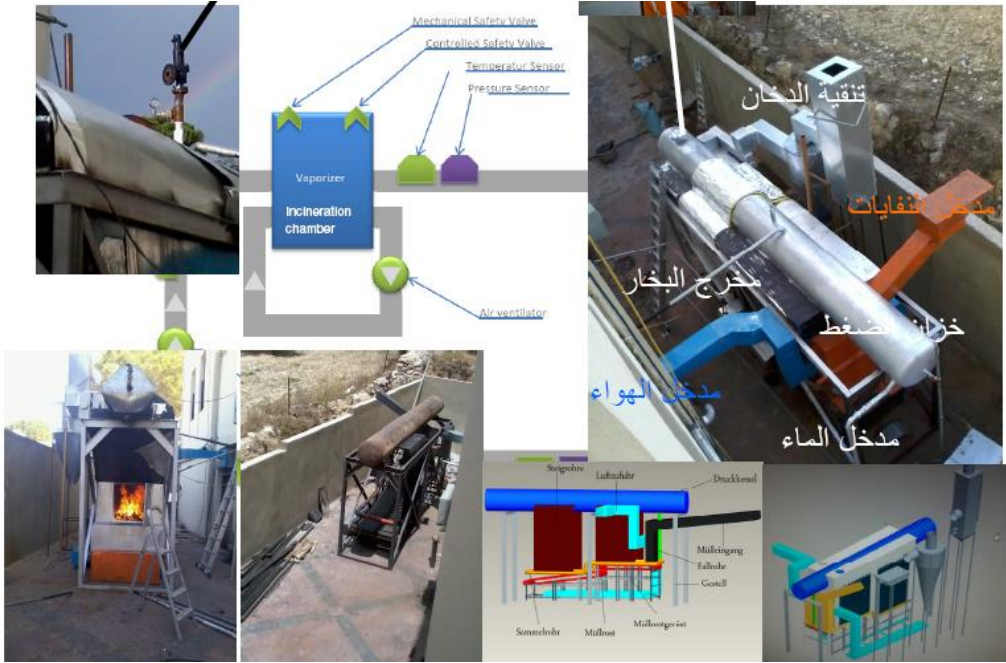 Mechanical Safety Valve
Controlled Safety Valve
Temperatur Sensor
Pressure Sensor
Vaporizer
Incineration
chamber
Air ventilator
تنقية الدخان
مدخل النفايات
مخرج البخار
خزان الضغط
مدخل الهواء
مدخل الماء
Steigrohre
Luftzufuhr
Druckkessel
Mülleingang
Fallrohr
Gestell
Sammelrohr
Müllrost
Müllrostgerüst